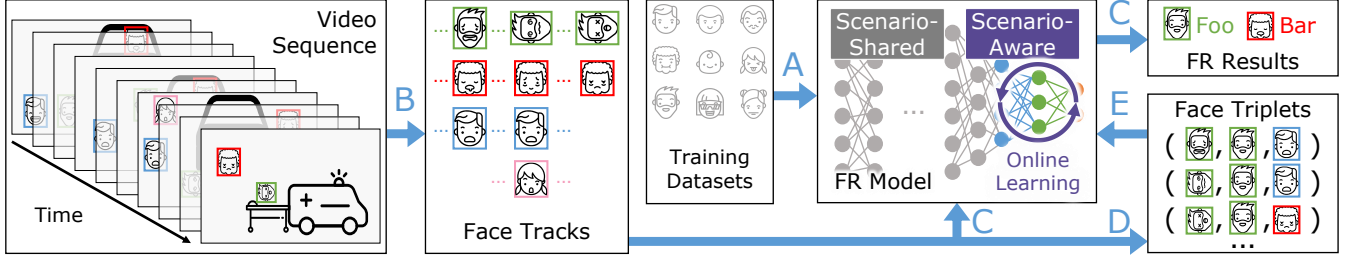 Video
Sequence
Time
B
... ... ...
... ... ...
... ... ...
... ...
Face Tracks
Training
Datasets
A
Scenario-
Shared
Scenario-
Aware
...
FR Model
Online
Learning
C
C
Foo
Bar
FR Results
E
D
Face Triplets
( , , )
( , , )
( , , )
...